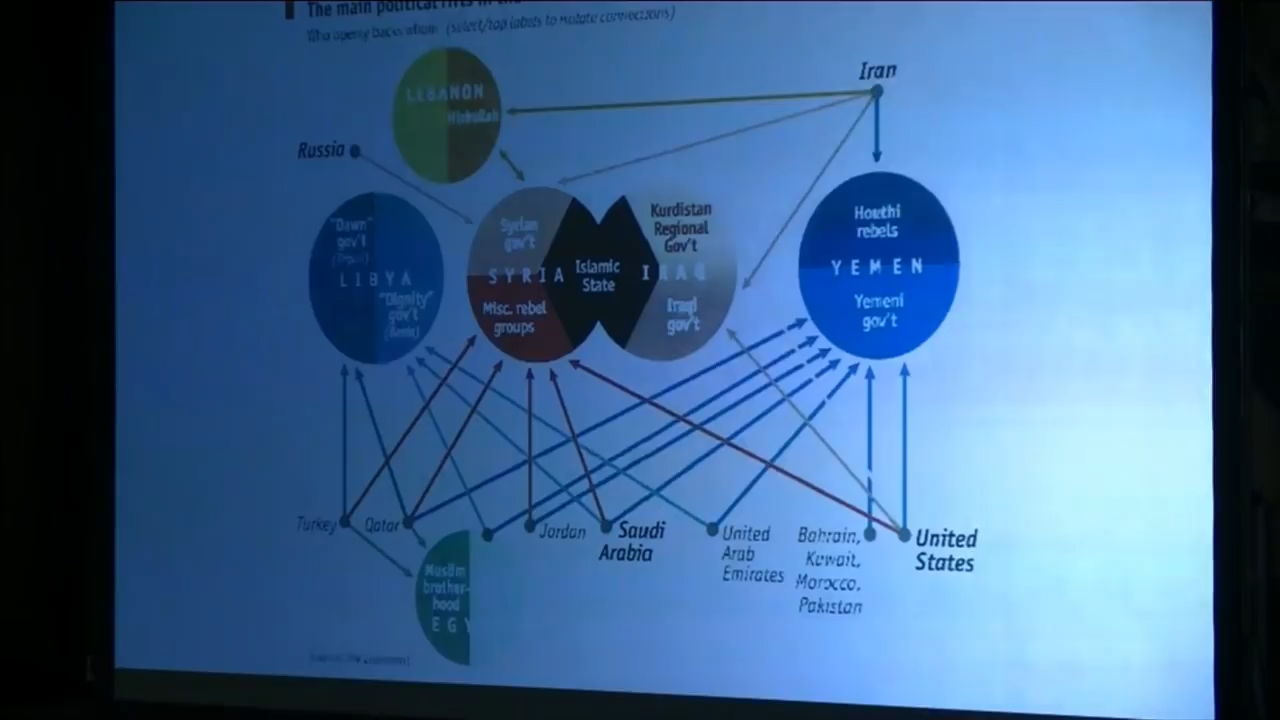 The main political rifts in the
Who openly backs whom (select/tap labels to isolate connections)
LEBANON
Hizbullah
Iran
Russia
"Dawn"
gov't
LIBYA
"Dignity"
gov't
Syrian
gov't
SYRIA
Misc. rebel
groups
Islamic
State
Kurdistan
Regional
Gov't
IRAQ
Iraqi
gov't
Houthi
rebels
YEMEN
Yemeni
gov't
Turkey
Qatar
Jordan
Saudi
Arabia
United
Arab
Emirates
Bahrain,
Kuwait,
Morocco,
Pakistan
United
States
Muslim
brother-
hood
EGY